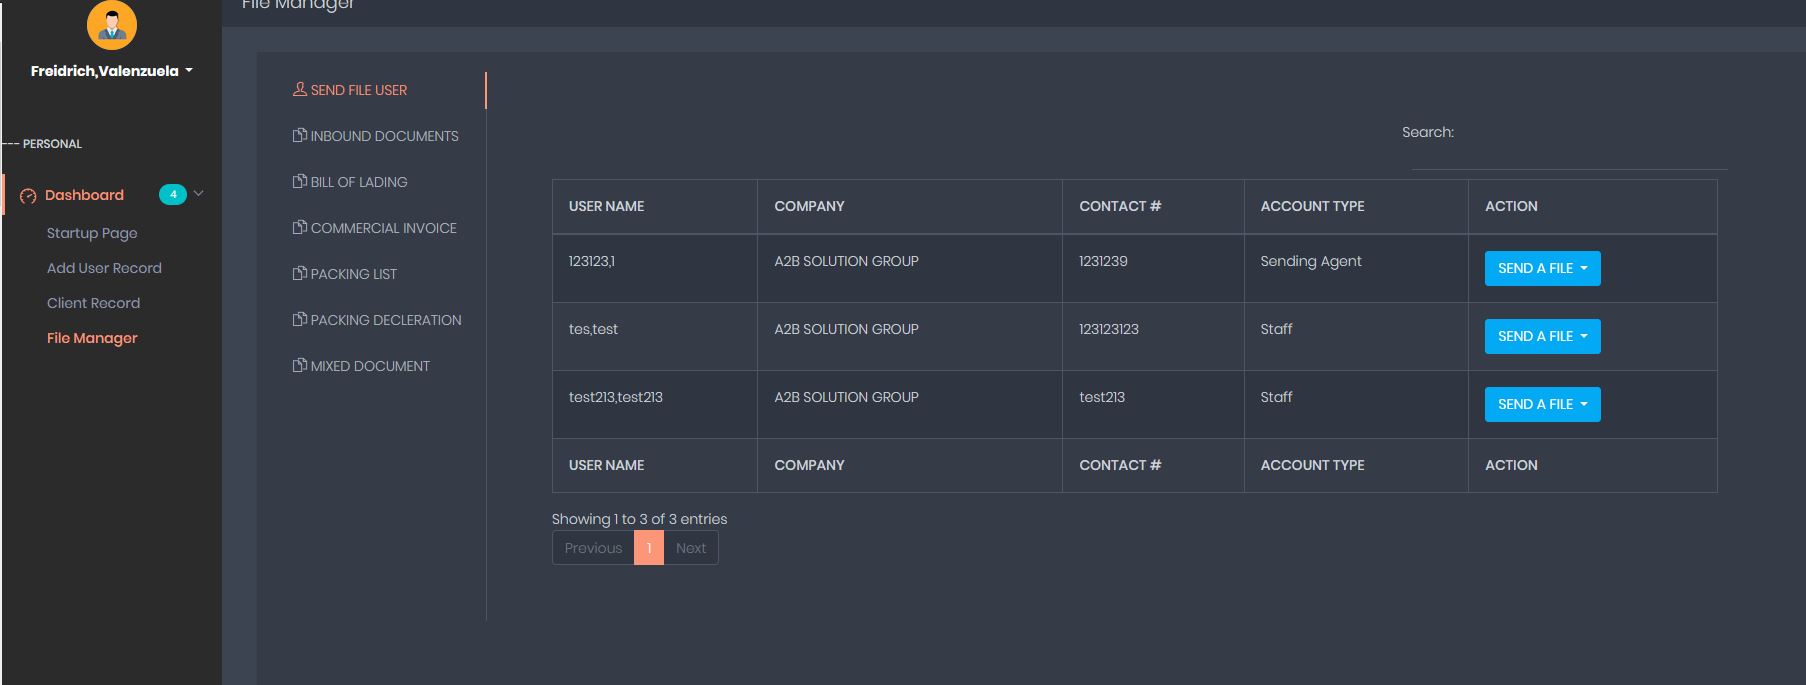 File Manager
Freidrich,Valenzuela
--- PERSONAL
Dashboard 4
Startup Page
Add User Record
Client Record
File Manager
SEND FILE USER
INBOUND DOCUMENTS
BILL OF LADING
COMMERCIAL INVOICE
PACKING LIST
PACKING DECLERATION
MIXED DOCUMENT
Search:
USER NAME COMPANY CONTACT # ACCOUNT TYPE ACTION
123123,1 A2B SOLUTION GROUP 1231239 Sending Agent SEND A FILE
tes,test A2B SOLUTION GROUP 123123123 Staff SEND A FILE
test213,test213 A2B SOLUTION GROUP test213 Staff SEND A FILE
USER NAME COMPANY CONTACT # ACCOUNT TYPE ACTION
Showing 1 to 3 of 3 entries
Previous 1 Next